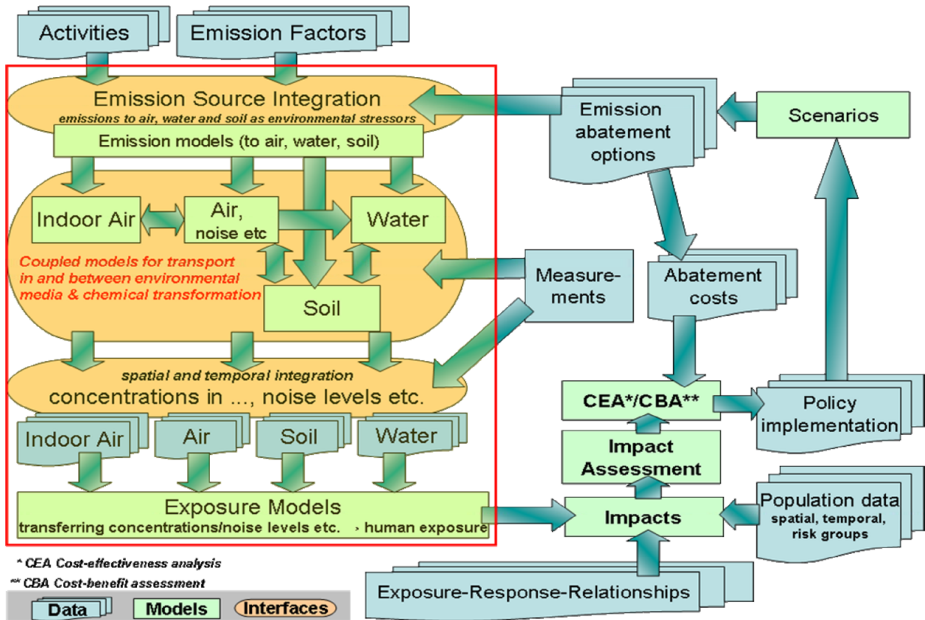 Activities
Emission Factors
Emission Source Integration
emissions to air, water and soil as environmental stressors
Emission models (to air, water, soil)
Indoor Air
Air,
noise etc
Water
Coupled models for transport
in and between environmental
media & chemical transformation
Soil
spatial and temporal integration
concentrations in ..., noise levels etc.
Indoor Air
Air
Soil
Water
Exposure Models
transferring concentrations/noise levels etc. → human exposure
Emission
abatement
options
Scenarios
Measure-
ments
Abatement
costs
CEA*/CBA**
Policy
implementation
Impact
Assessment
Impacts
Population data
spatial, temporal,
risk groups
Exposure-Response-Relationships
* CEA Cost-effectiveness analysis
** CBA Cost-benefit assessment
Data
Models
Interfaces